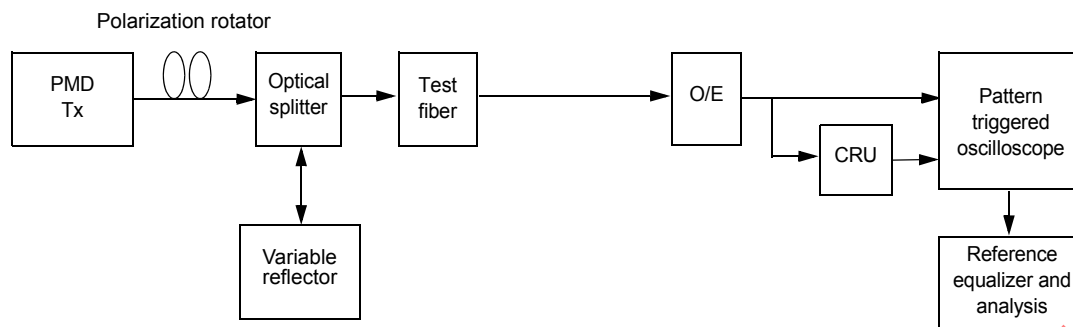 Polarization rotator
PMD
Tx
Optical
splitter
Test
fiber
O/E
CRU
Pattern
triggered
oscilloscope
Variable
reflector
Reference
equalizer and
analysis